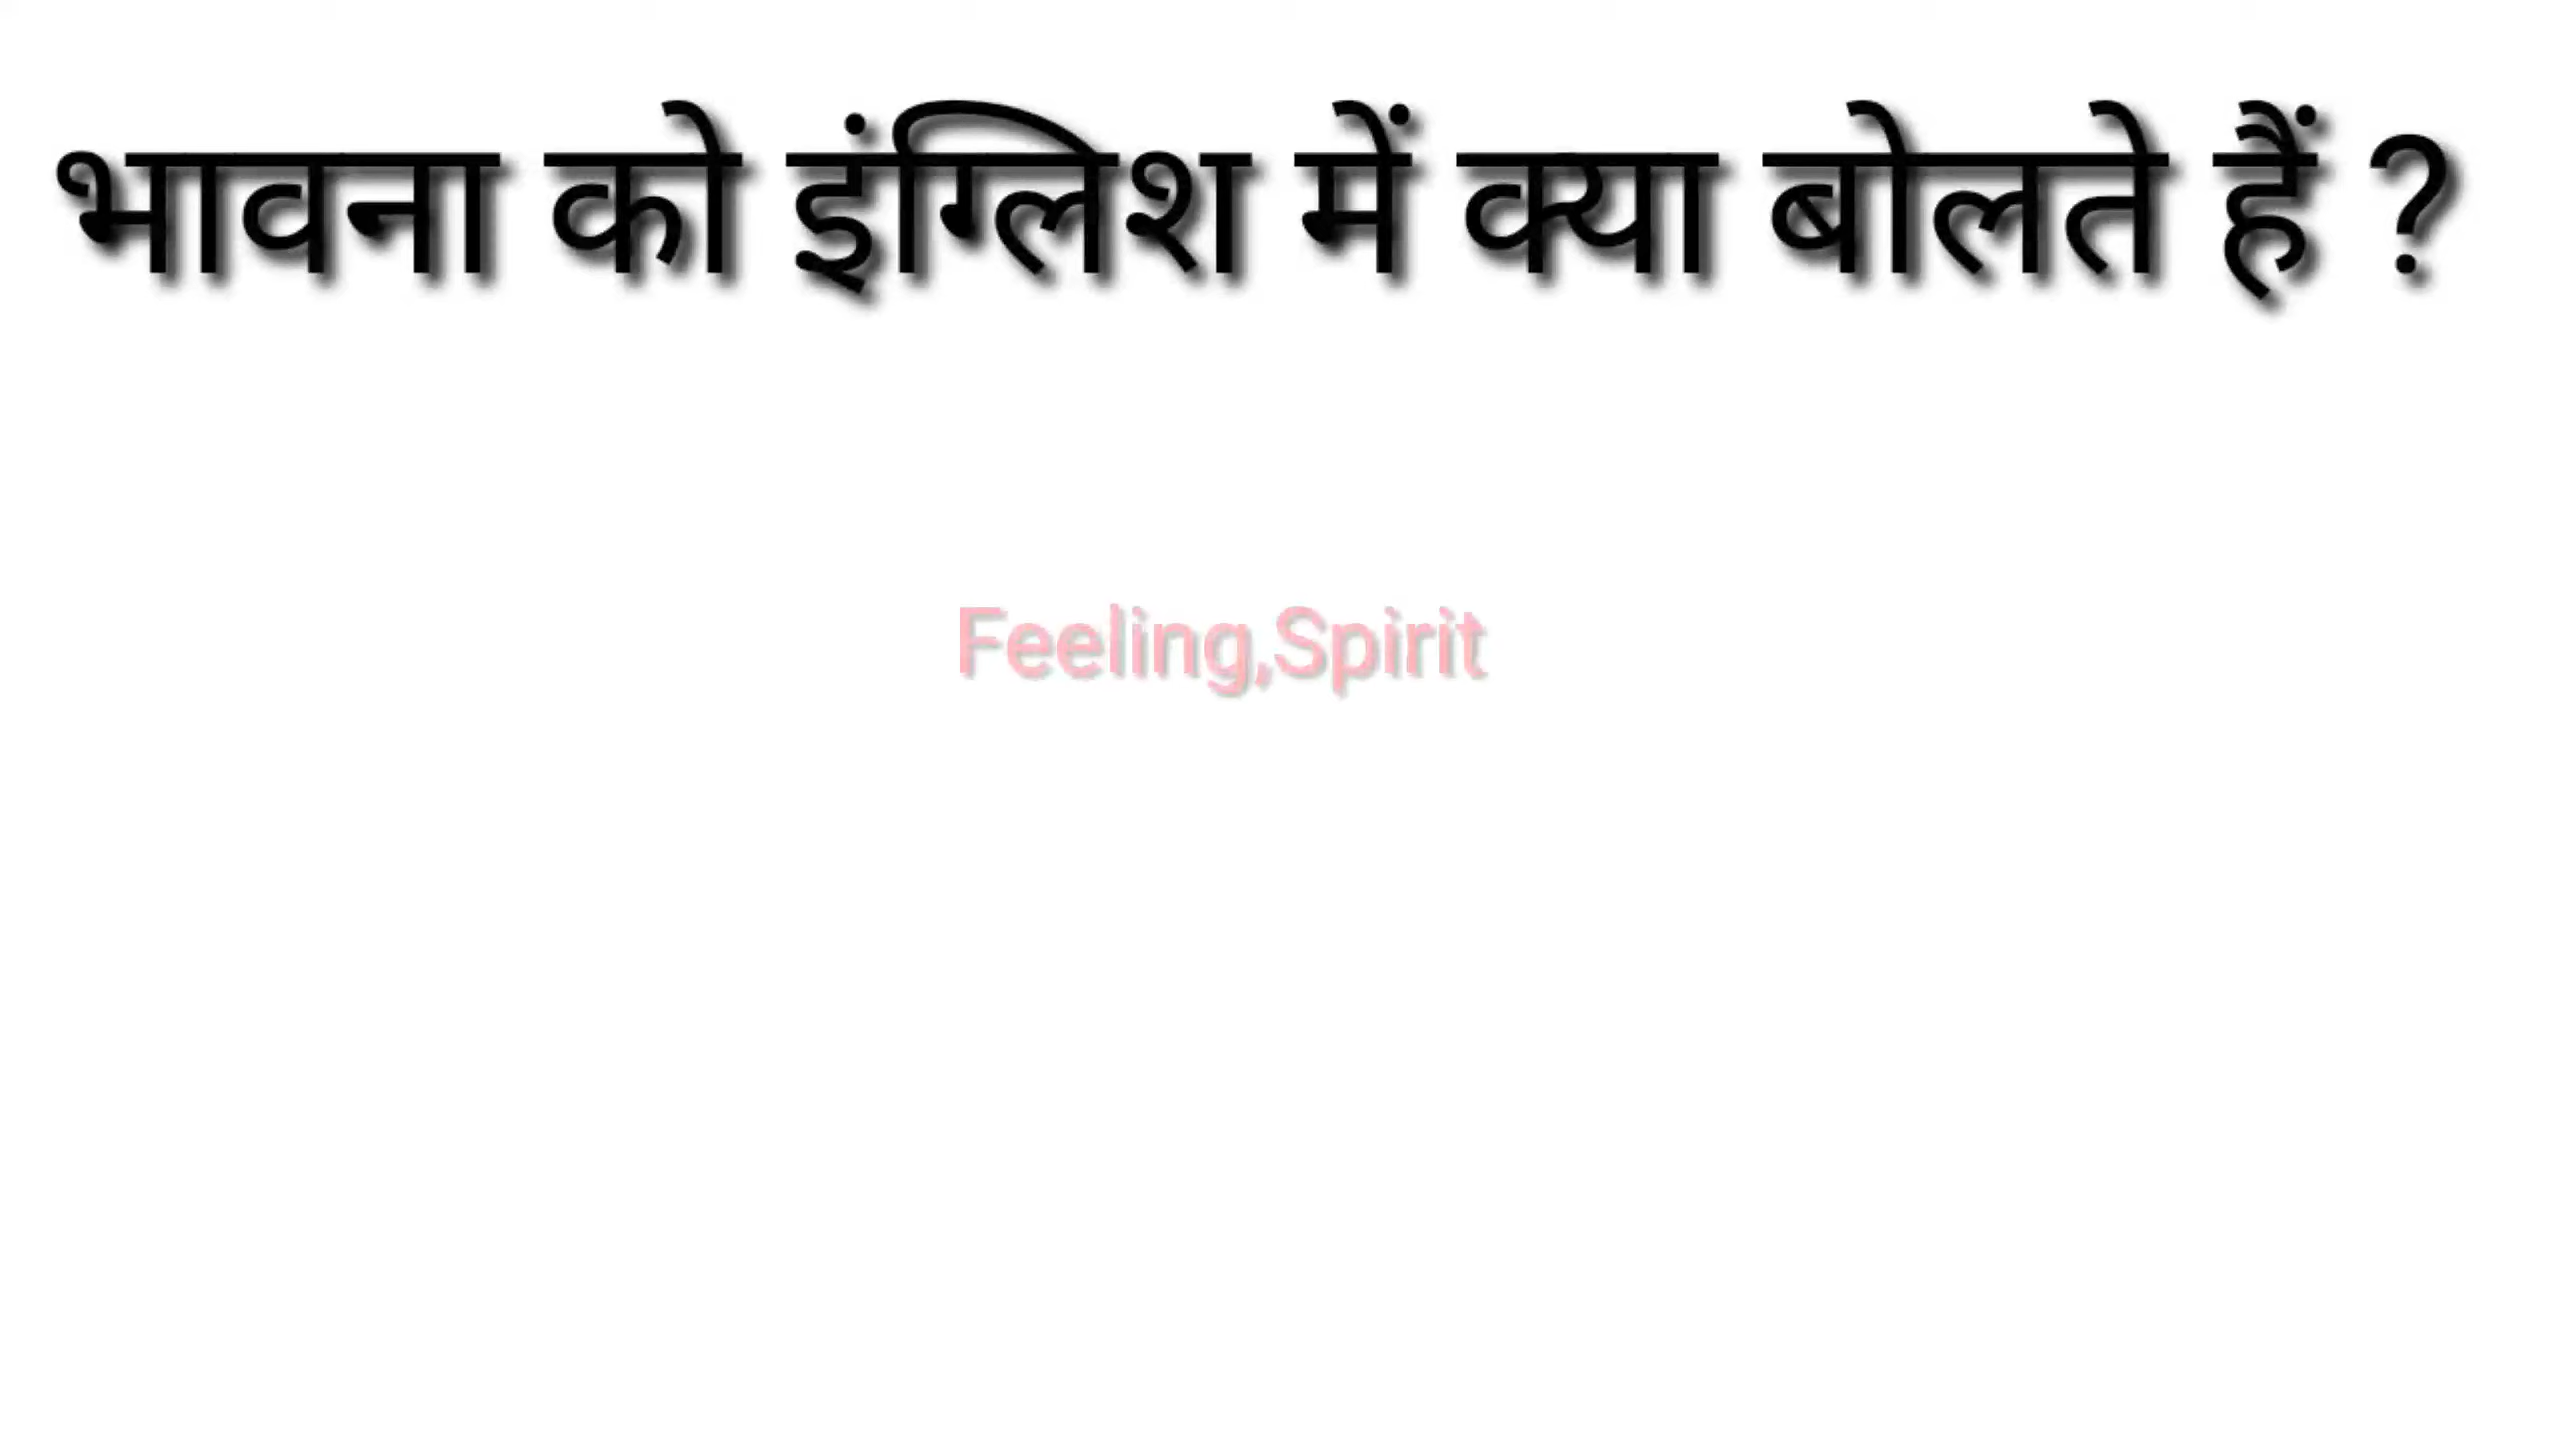 भावना को इंग्लिश में क्या बोलते हैं ?
Feeling,Spirit